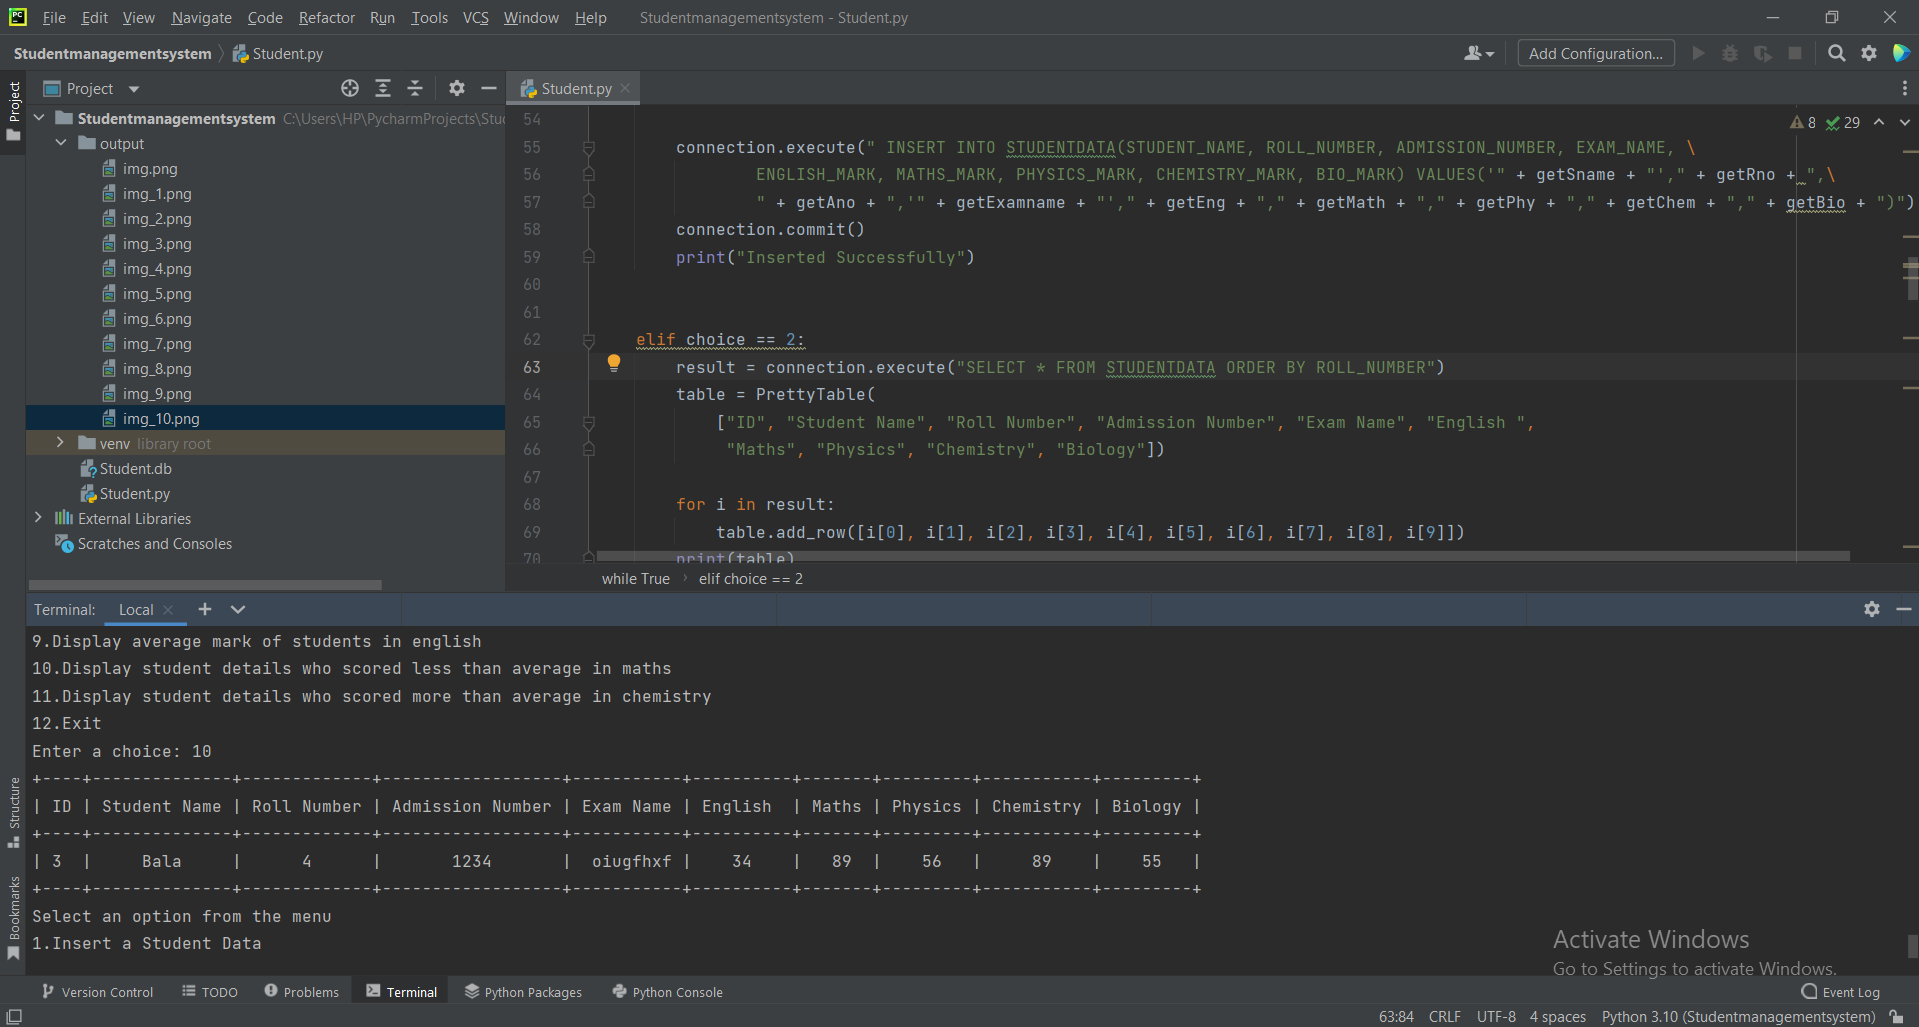 File Edit View Navigate Code Refactor Run Tools VCS Window Help Studentmanagementsystem - Student.py
Studentmanagementsystem Student.py Add Configuration...
Project
Project
Student.py
Studentmanagementsystem C:\Users\HP\PycharmProjects\Stu
output
img.png
img_1.png
img_2.png
img_3.png
img_4.png
img_5.png
img_6.png
img_7.png
img_8.png
img_9.png
img_10.png
venv library root
Student.db
Student.py
External Libraries
Scratches and Consoles
8 29
54
55 connection.execute(" INSERT INTO STUDENTDATA(STUDENT_NAME, ROLL_NUMBER, ADMISSION_NUMBER, EXAM_NAME, \
56 ENGLISH_MARK, MATHS_MARK, PHYSICS_MARK, CHEMISTRY_MARK, BIO_MARK) VALUES('" + getSname + "'," + getRno + ",\
57 " + getAno + ",'" + getExamname + "'," + getEng + "," + getMath + "," + getPhy + "," + getChem + "," + getBio + ")")
58 connection.commit()
59 print("Inserted Successfully")
60
61
62 elif choice == 2:
63 result = connection.execute("SELECT * FROM STUDENTDATA ORDER BY ROLL_NUMBER")
64 table = PrettyTable(
65 ["ID", "Student Name", "Roll Number", "Admission Number", "Exam Name", "English ",
66 "Maths", "Physics", "Chemistry", "Biology"])
67
68 for i in result:
69 table.add_row([i[0], i[1], i[2], i[3], i[4], i[5], i[6], i[7], i[8], i[9]])
70 print(table)
while True elif choice == 2
Terminal: Local
9.Display average mark of students in english
10.Display student details who scored less than average in maths
11.Display student details who scored more than average in chemistry
12.Exit
Enter a choice: 10
+----+--------------+-------------+------------------+-----------+----------+-------+---------+-----------+---------+
| ID | Student Name | Roll Number | Admission Number | Exam Name | English  | Maths | Physics | Chemistry | Biology |
+----+--------------+-------------+------------------+-----------+----------+-------+---------+-----------+---------+
| 3  |     Bala     |      4      |       1234       |  oiugfhxf |    34    |   89  |    56   |     89    |    55   |
+----+--------------+-------------+------------------+-----------+----------+-------+---------+-----------+---------+
Select an option from the menu
1.Insert a Student Data
Structure
Bookmarks
Activate Windows
Go to Settings to activate Windows.
Version Control TODO Problems Terminal Python Packages Python Console Event Log
63:84 CRLF UTF-8 4 spaces Python 3.10 (Studentmanagementsystem)